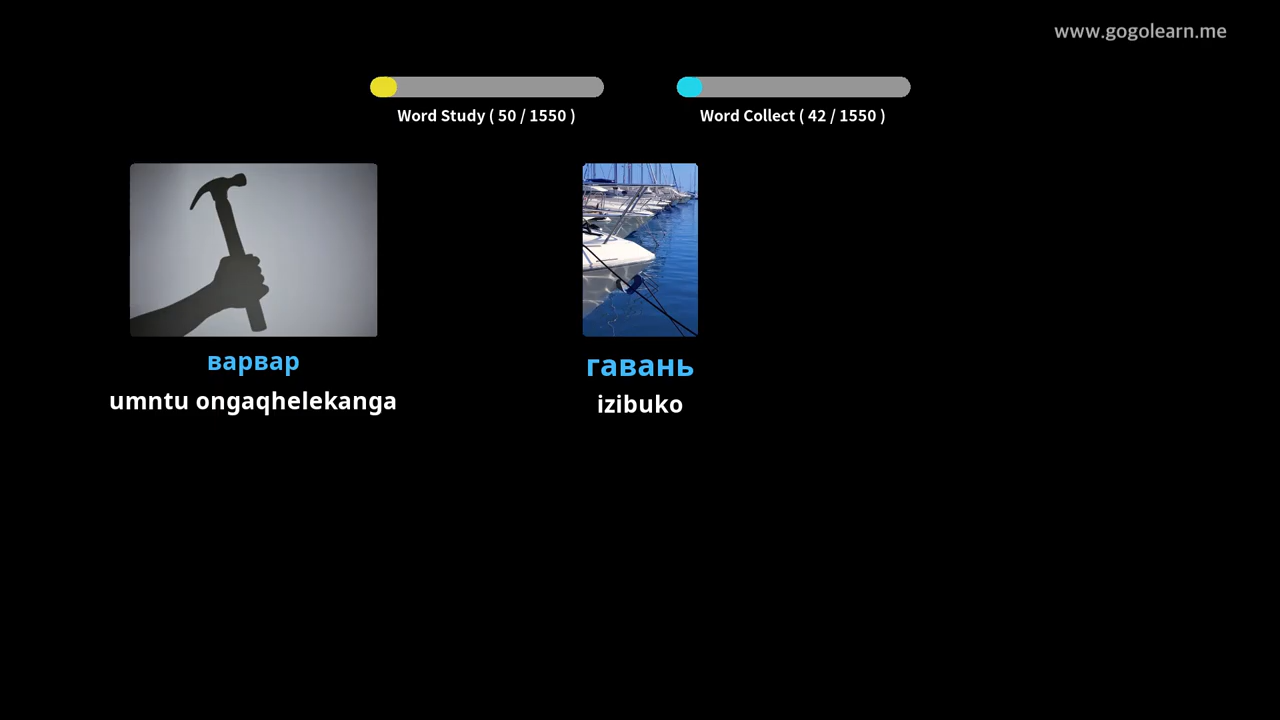 www.gogolearn.me
Word Study ( 50 / 1550 )
Word Collect ( 42 / 1550 )
варвар
umntu ongaqhelekanga
гавань
izibuko